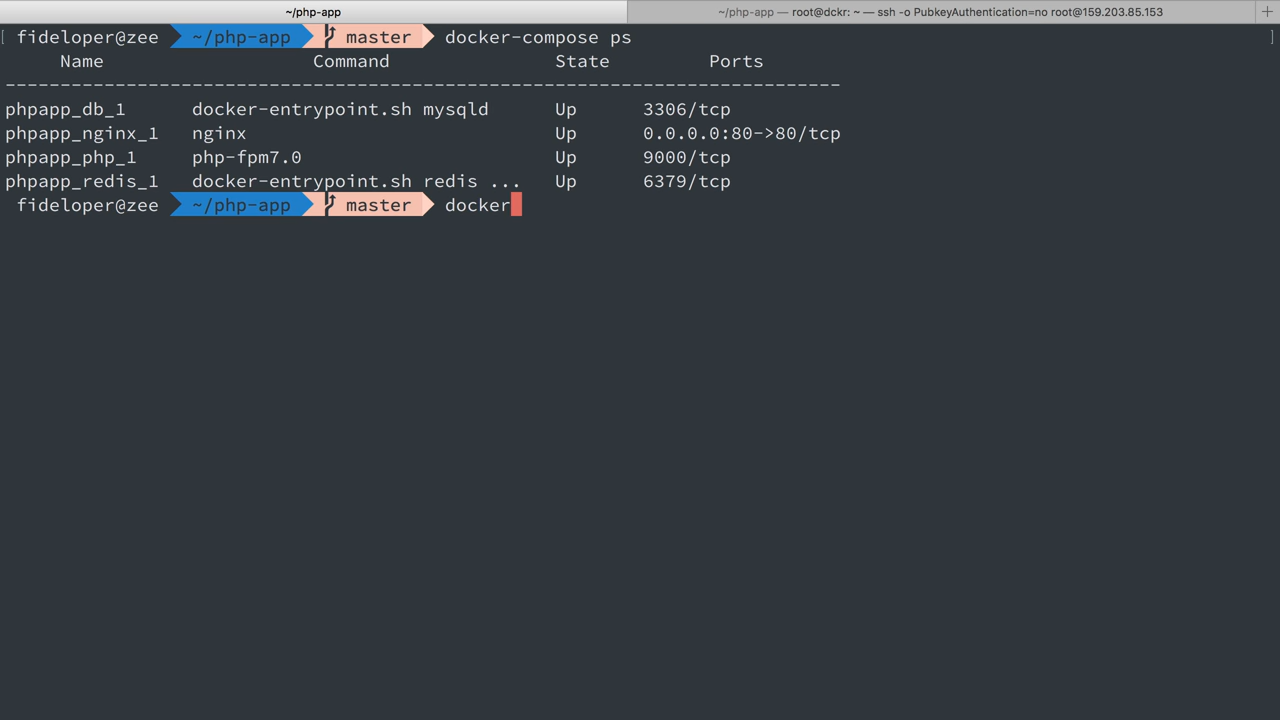 ~/php-app
~/php-app — root@dckr: ~ — ssh -o PubkeyAuthentication=no root@159.203.85.153 +
[ fideloper@zee ~/php-app master docker-compose ps ]
Name Command State Ports
----------------------------------------------------------------------------
phpapp_db_1 docker-entrypoint.sh mysqld Up 3306/tcp
phpapp_nginx_1 nginx Up 0.0.0.0:80->80/tcp
phpapp_php_1 php-fpm7.0 Up 9000/tcp
phpapp_redis_1 docker-entrypoint.sh redis ... Up 6379/tcp
fideloper@zee ~/php-app master docker